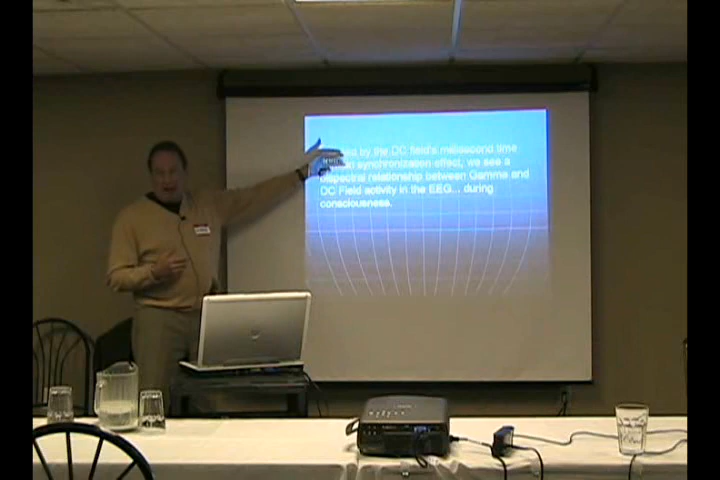 by the DC field's millisecond time
synchronization effect, we see a
bispectral relationship between Gamma and
DC Field activity in the EEG... during
consciousness.